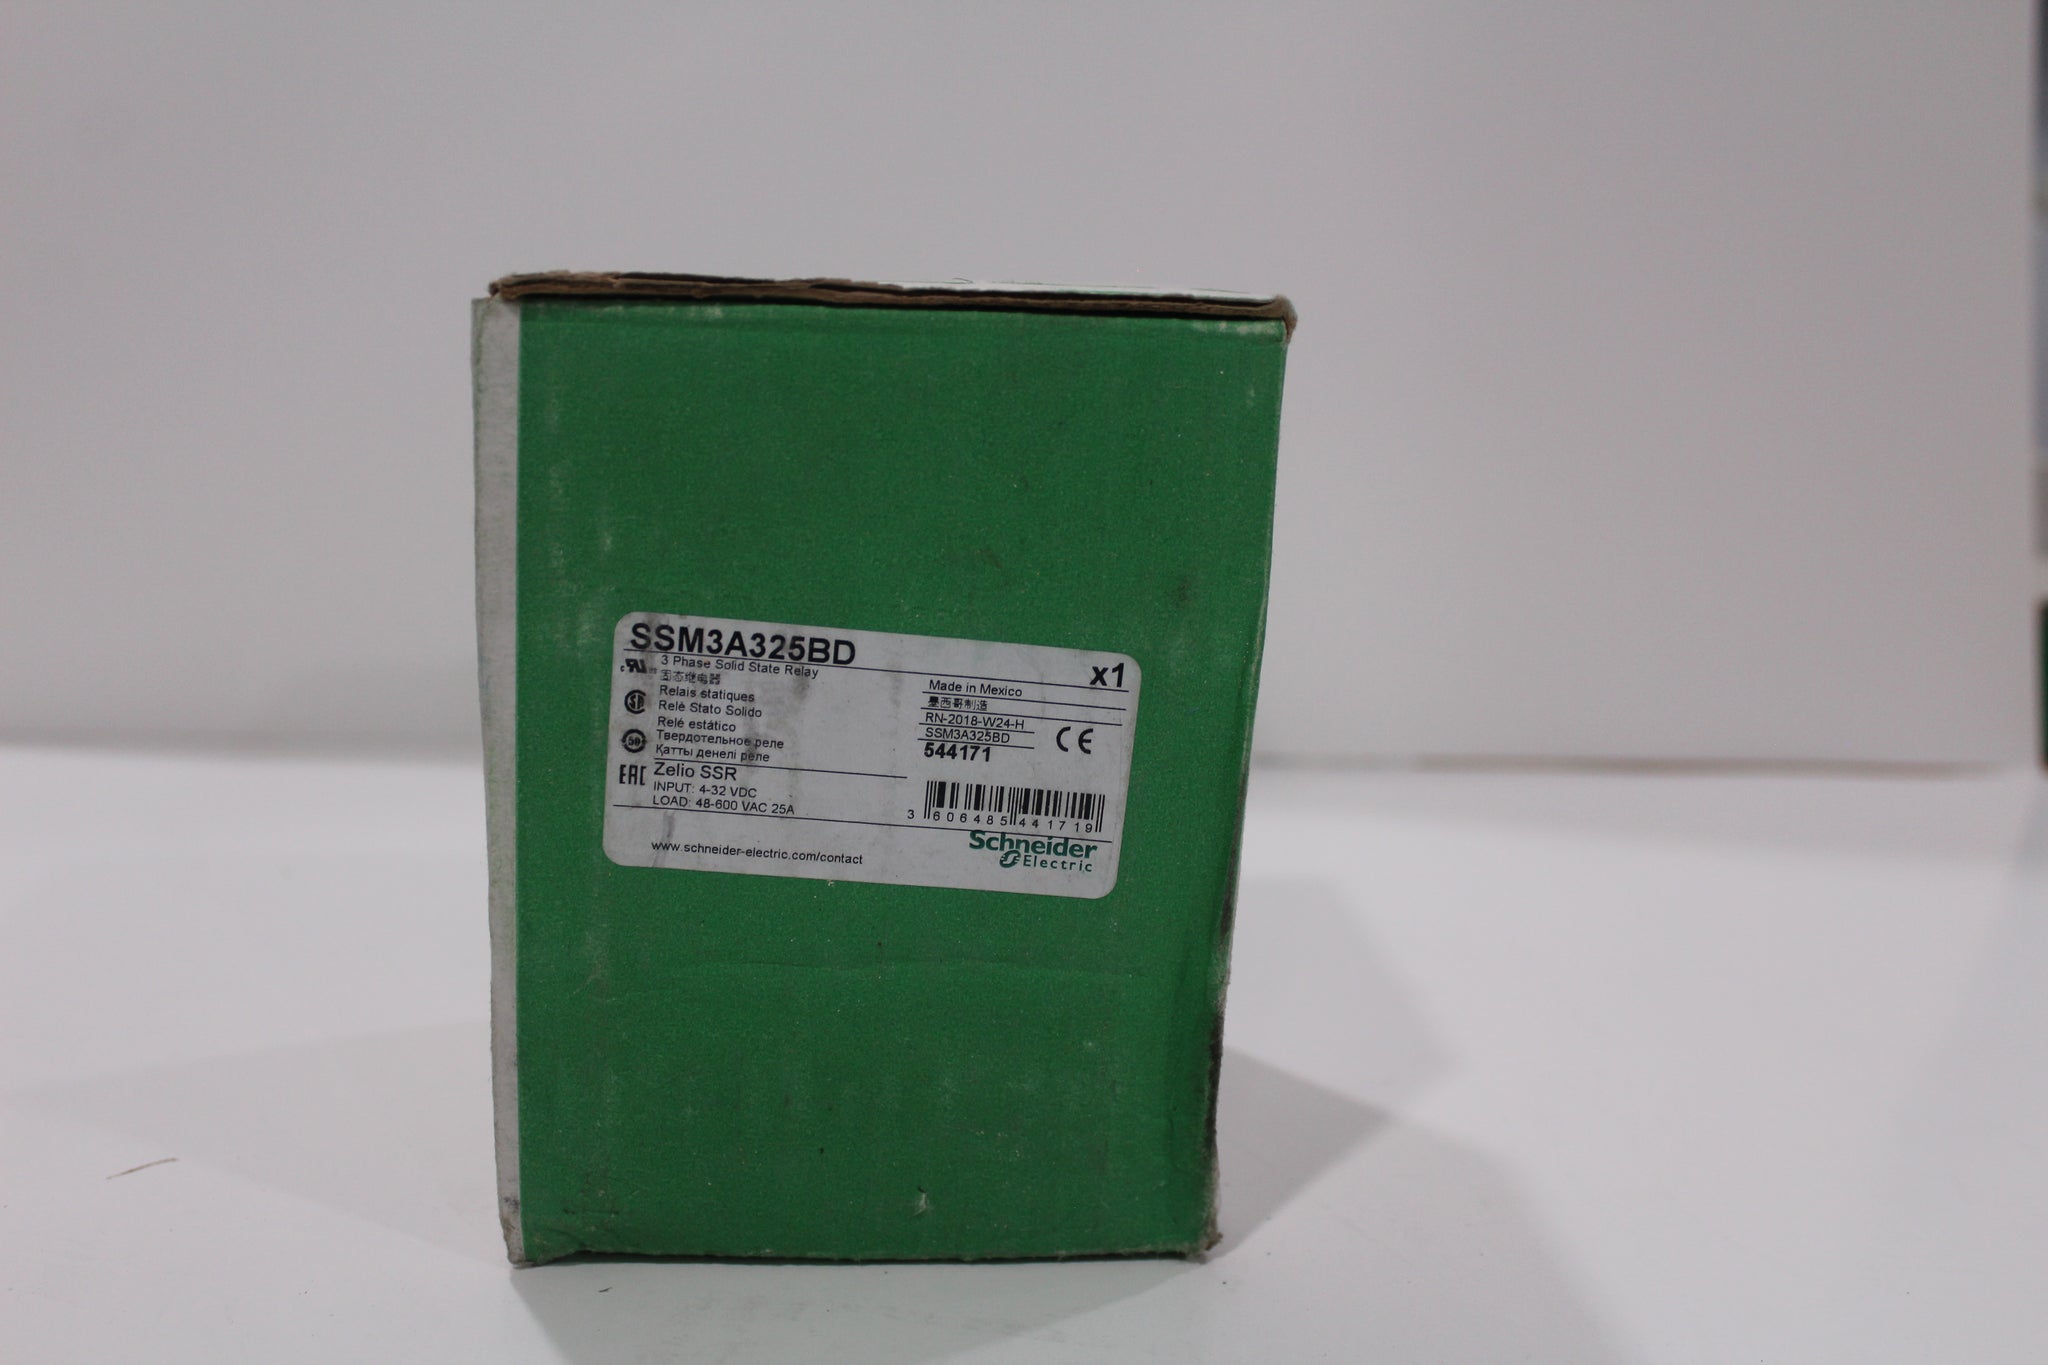 SSM3A325BD
x1
3 Phase Solid State Relay
固态继电器
Relais statiques
Relè Stato Solido
Relé estático
Твердотельное реле
Қатты денелі реле
Zelio SSR
INPUT: 4-32 VDC
LOAD: 48-600 VAC 25A
Made in Mexico
墨西哥制造
RN-2018-W24-H
SSM3A325BD
544171
CE
SA
50
EAC
3 606485 441719
www.schneider-electric.com/contact
Schneider
Electric